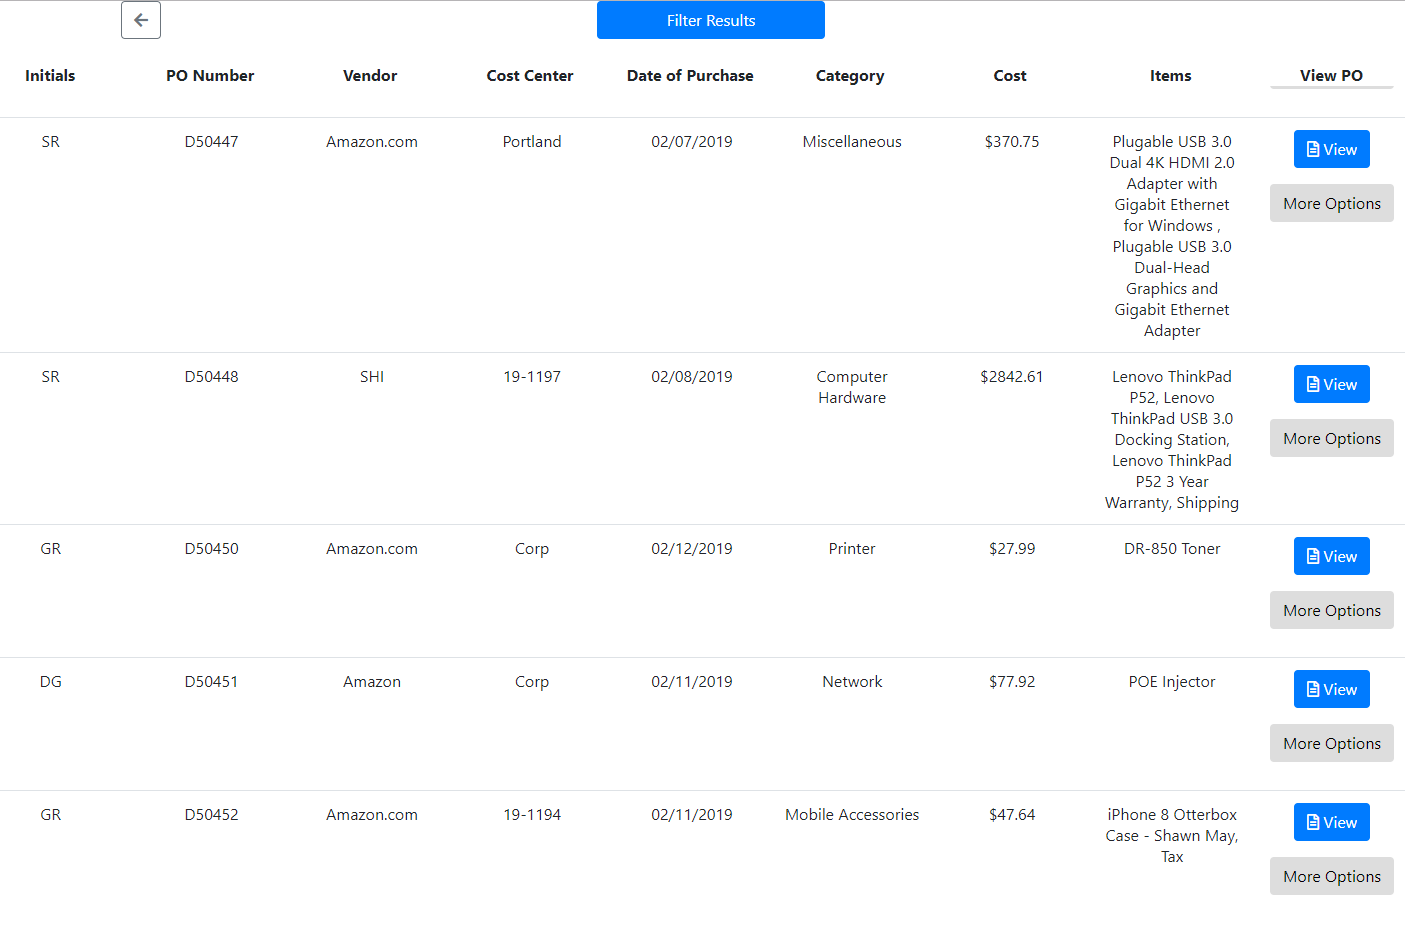 Filter Results
Initials PO Number Vendor Cost Center Date of Purchase Category Cost Items View PO
SR D50447 Amazon.com Portland 02/07/2019 Miscellaneous $370.75 Plugable USB 3.0 View
Dual 4K HDMI 2.0
Adapter with
Gigabit Ethernet More Options
for Windows ,
Plugable USB 3.0
Dual-Head
Graphics and
Gigabit Ethernet
Adapter
SR D50448 SHI 19-1197 02/08/2019 Computer $2842.61 Lenovo ThinkPad View
Hardware P52, Lenovo
ThinkPad USB 3.0
Docking Station, More Options
Lenovo ThinkPad
P52 3 Year
Warranty, Shipping
GR D50450 Amazon.com Corp 02/12/2019 Printer $27.99 DR-850 Toner View
More Options
DG D50451 Amazon Corp 02/11/2019 Network $77.92 POE Injector View
More Options
GR D50452 Amazon.com 19-1194 02/11/2019 Mobile Accessories $47.64 iPhone 8 Otterbox View
Case - Shawn May,
Tax
More Options